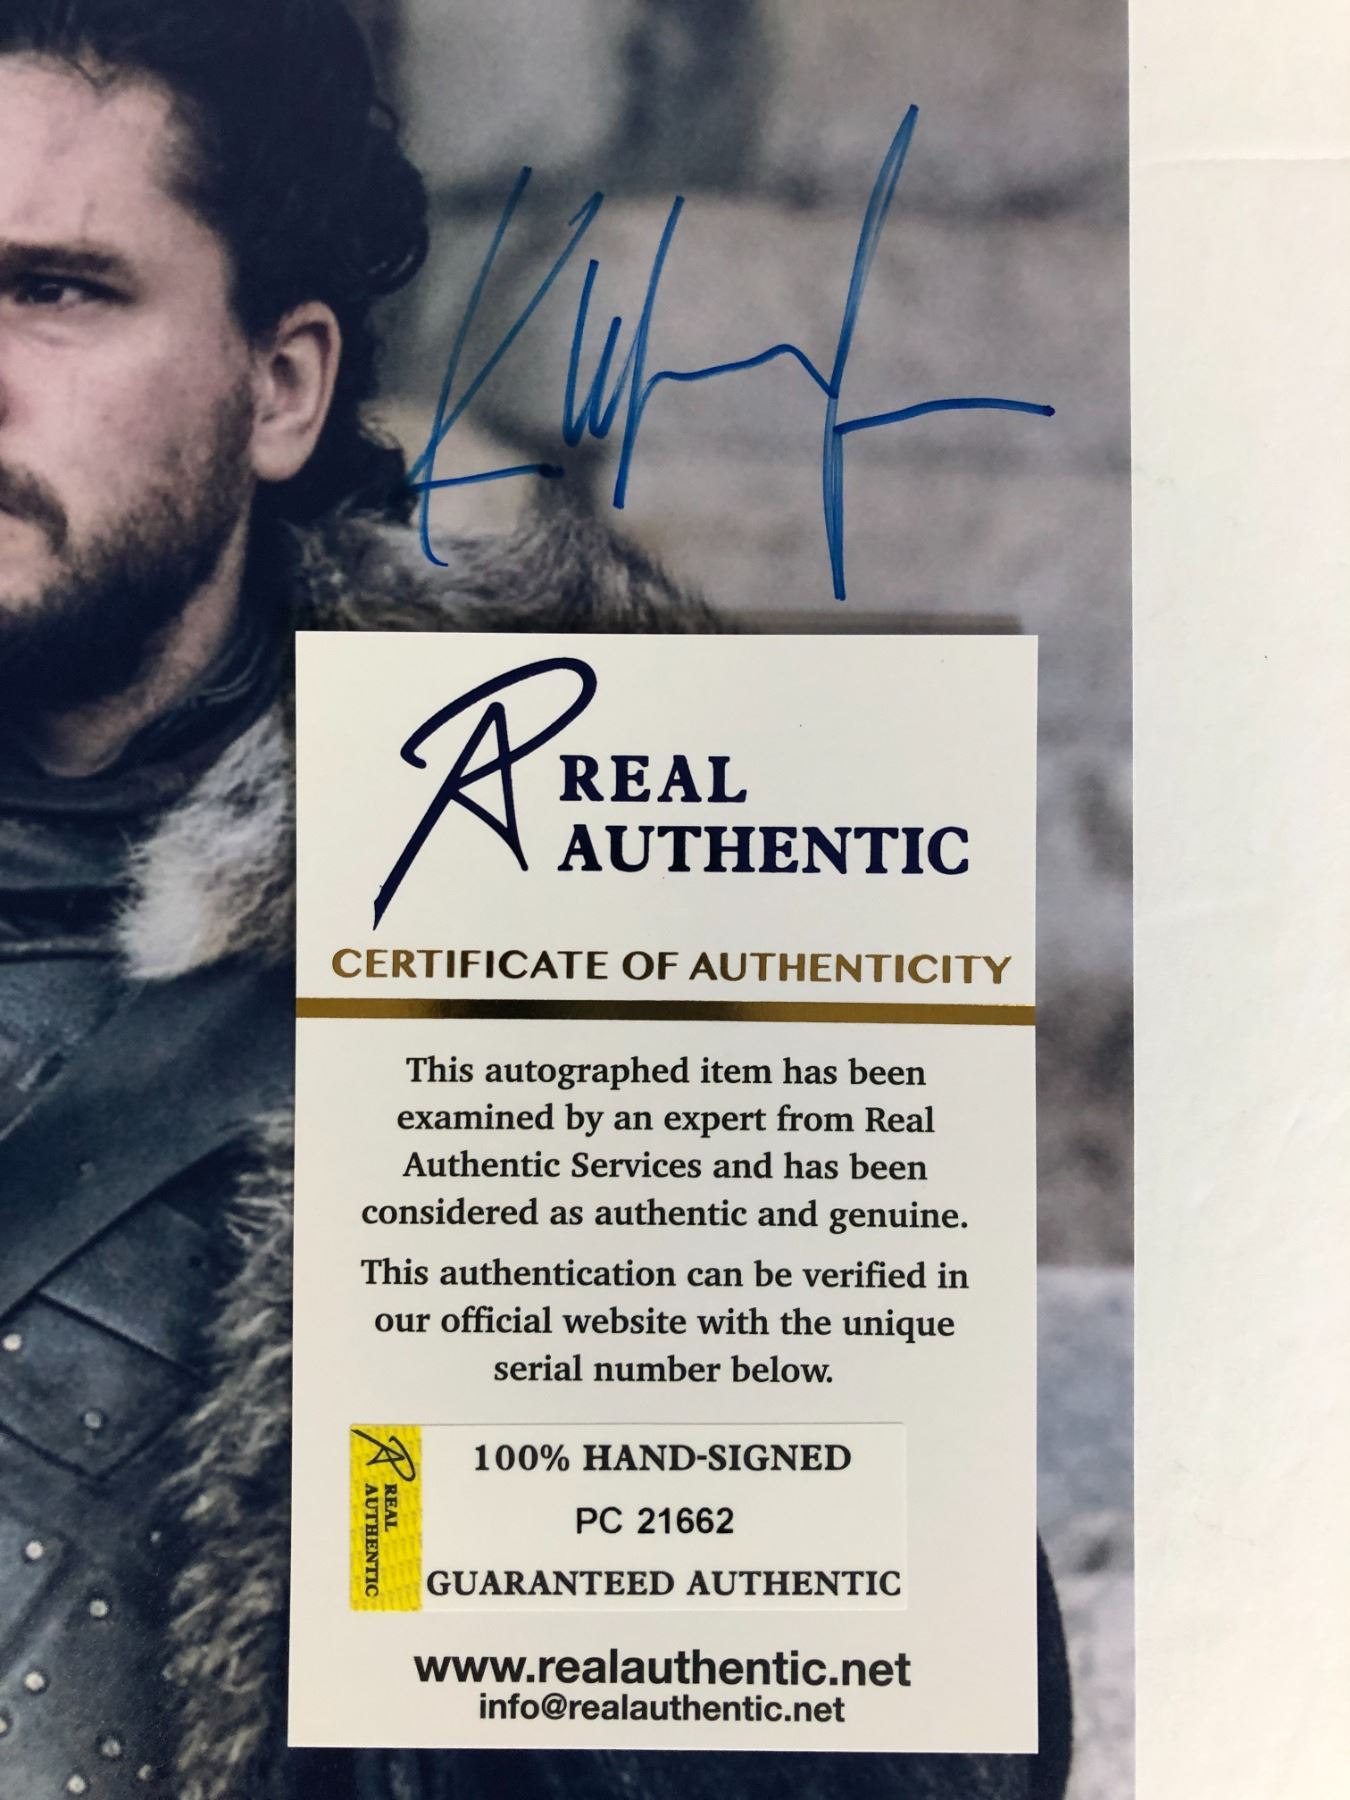 REAL
AUTHENTIC
CERTIFICATE OF AUTHENTICITY
This autographed item has been
examined by an expert from Real
Authentic Services and has been
considered as authentic and genuine.
This authentication can be verified in
our official website with the unique
serial number below.
REAL
AUTHENTIC
100% HAND-SIGNED
PC 21662
GUARANTEED AUTHENTIC
www.realauthentic.net
info@realauthentic.net